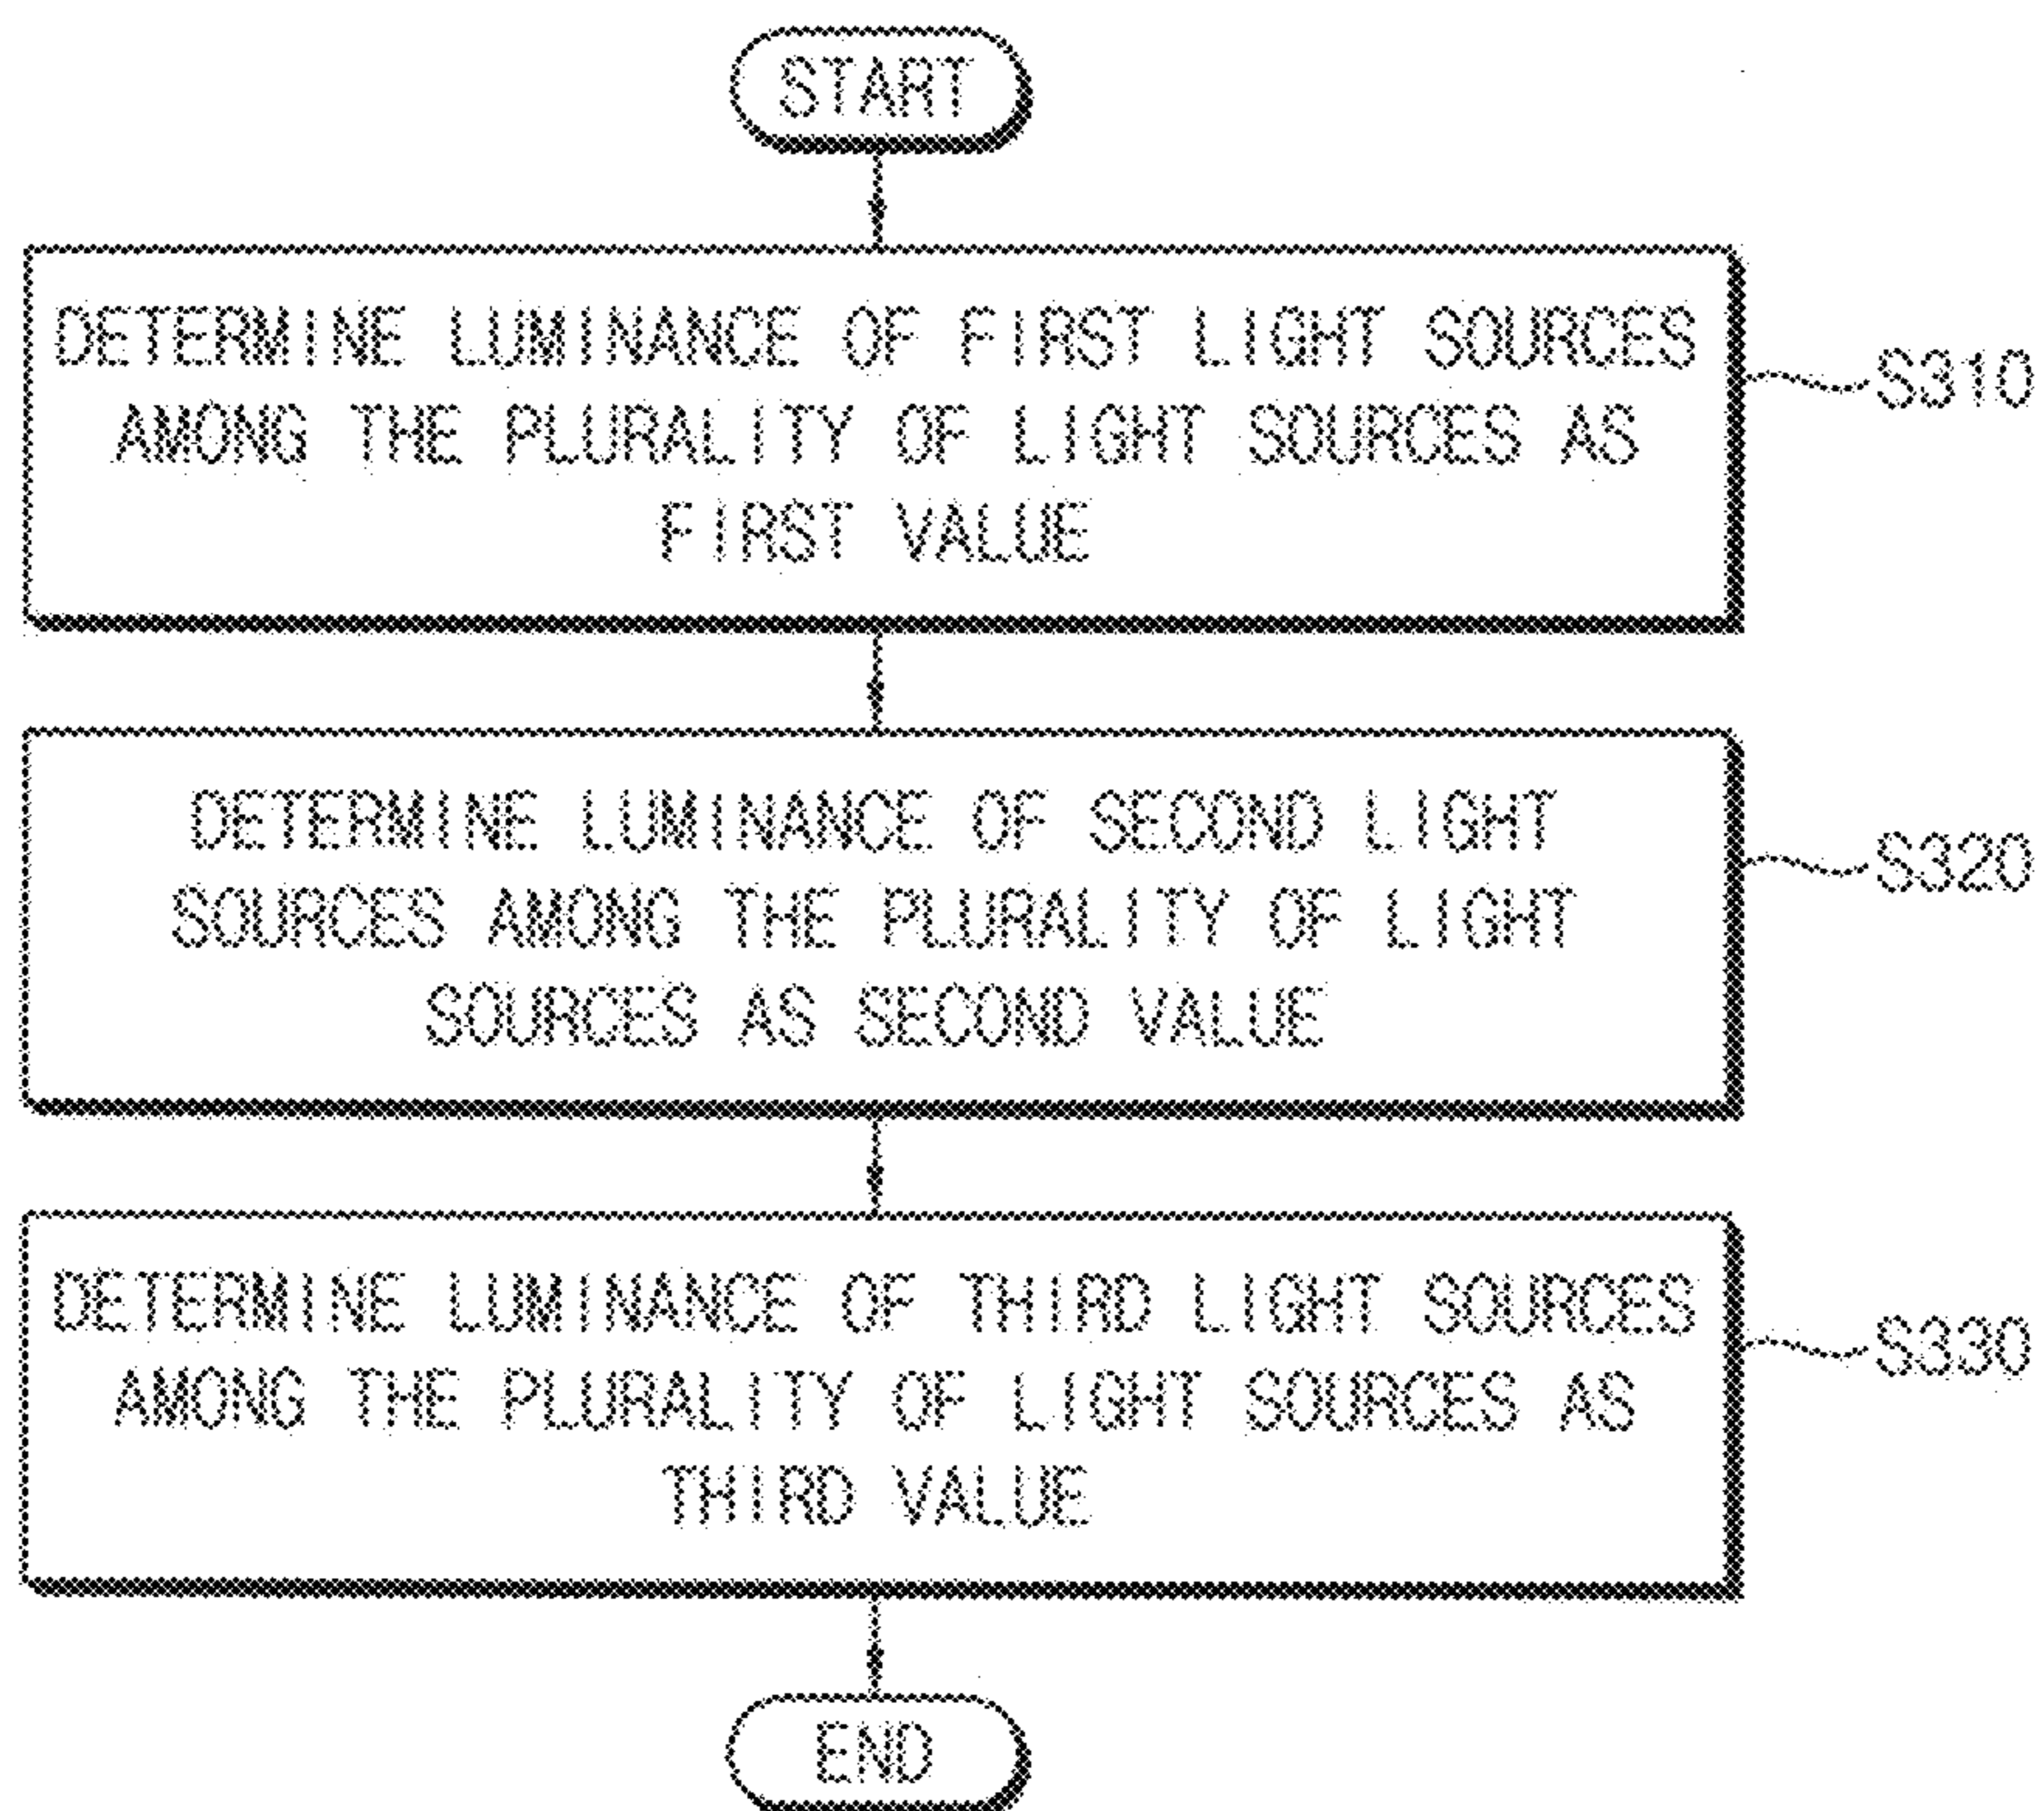 START
DETERMINE LUMINANCE OF FIRST LIGHT SOURCES
AMONG THE PLURALITY OF LIGHT SOURCES AS
FIRST VALUE
S310
DETERMINE LUMINANCE OF SECOND LIGHT
SOURCES AMONG THE PLURALITY OF LIGHT
SOURCES AS SECOND VALUE
S320
DETERMINE LUMINANCE OF THIRD LIGHT SOURCES
AMONG THE PLURALITY OF LIGHT SOURCES AS
THIRD VALUE
S330
END